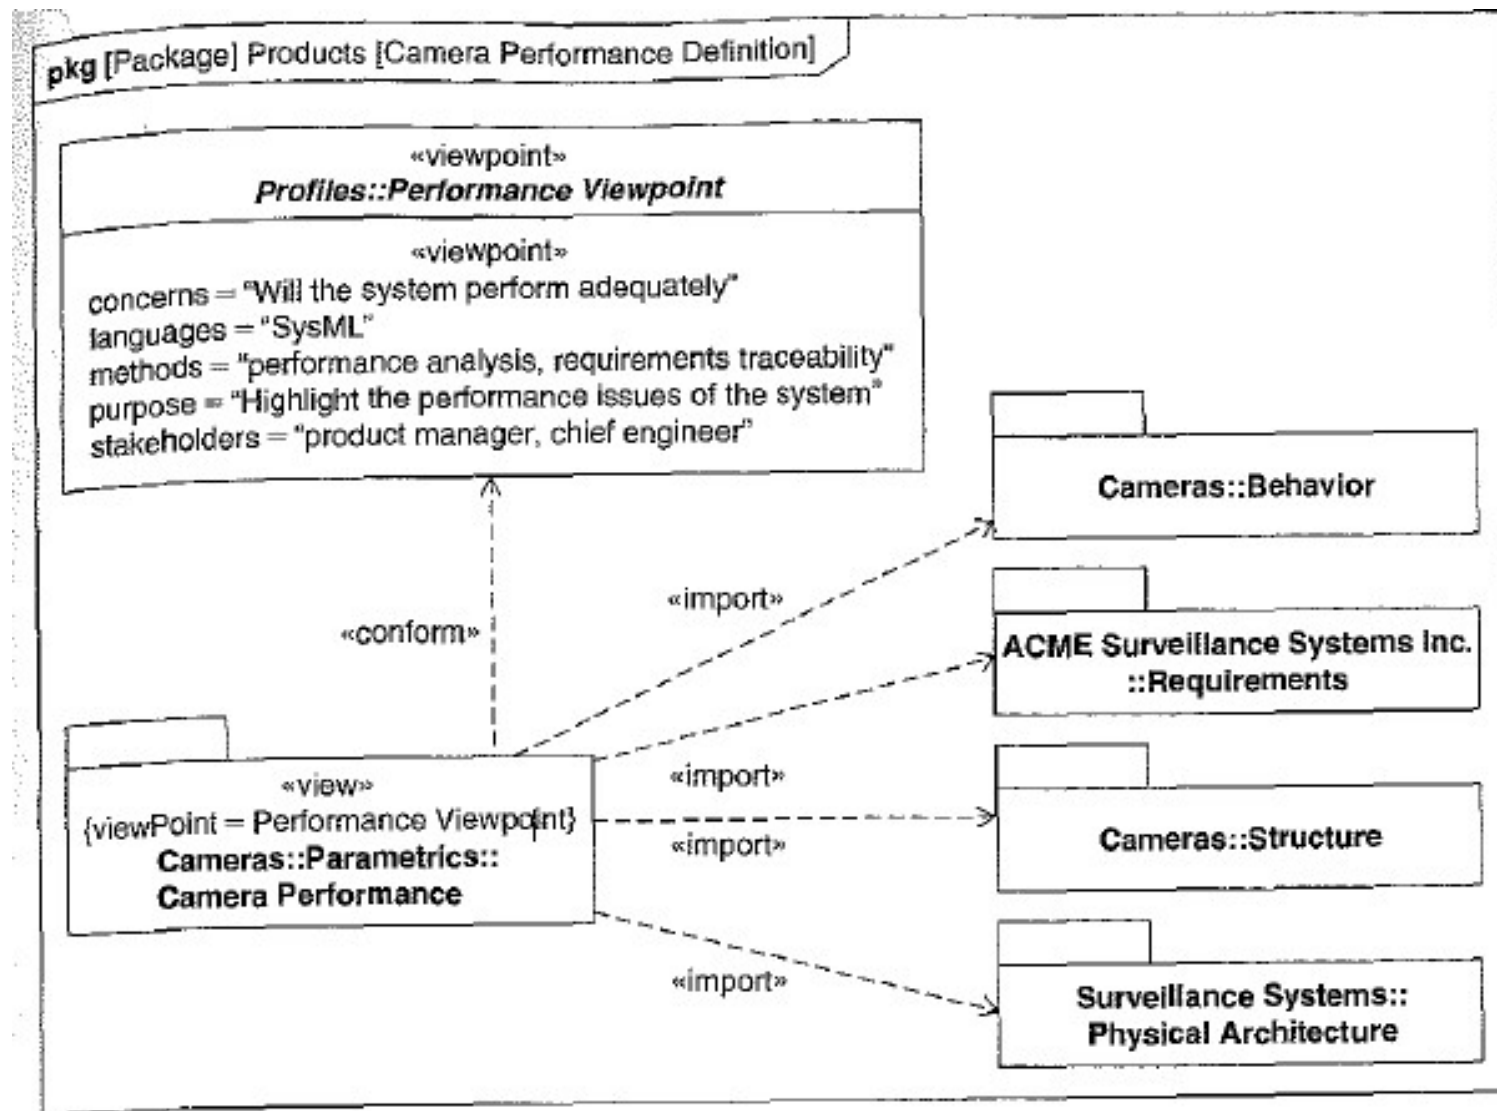 pkg [Package] Products [Camera Performance Definition]
«viewpoint»
Profiles::Performance Viewpoint
«viewpoint»
concerns = “Will the system perform adequately”
languages = “SysML”
methods = “performance analysis, requirements traceability”
purpose = “Highlight the performance issues of the system”
stakeholders = “product manager, chief engineer”
Cameras::Behavior
«import»
«conform»
ACME Surveillance Systems Inc.
::Requirements
«view»
{viewPoint = Performance Viewpoint}
Cameras::Parametrics::
Camera Performance
«import»
«import»
Cameras::Structure
«import»
Surveillance Systems::
Physical Architecture